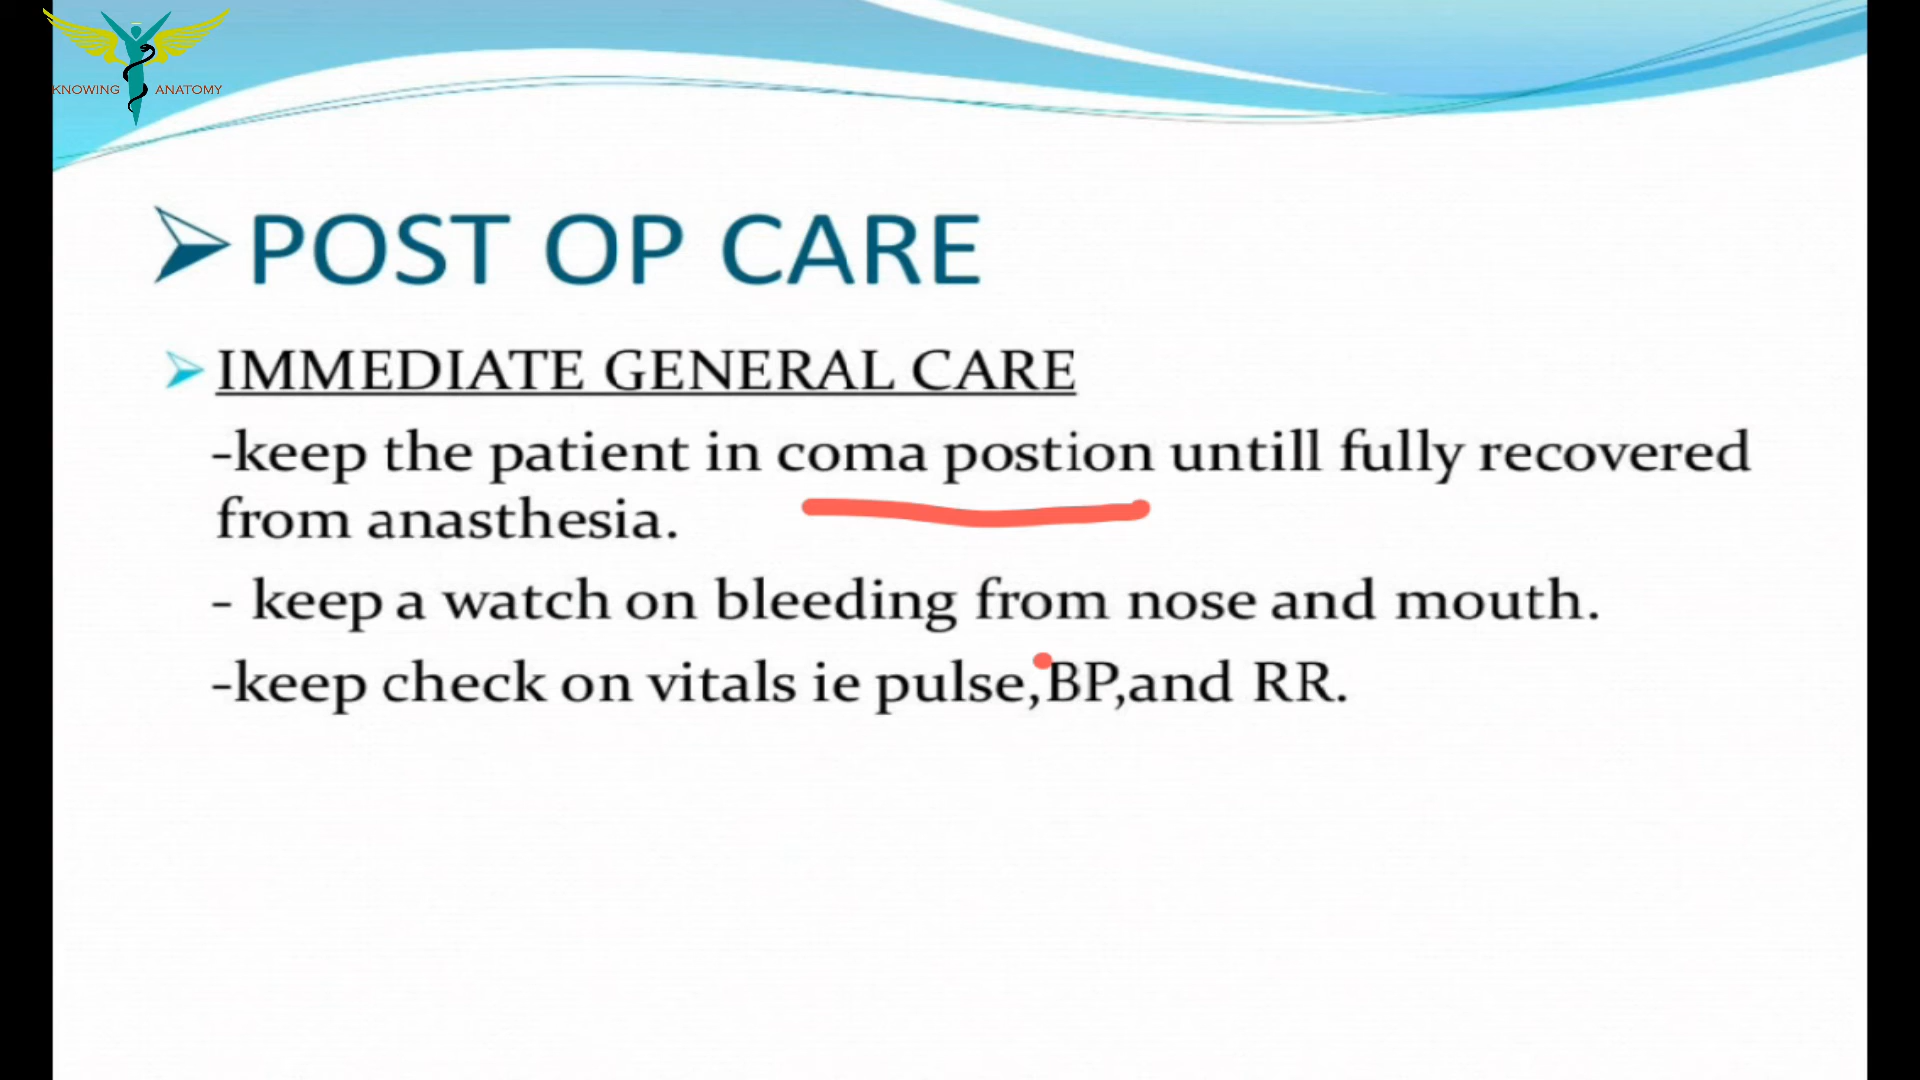 KNOWING ANATOMY
POST OP CARE
IMMEDIATE GENERAL CARE
-keep the patient in coma postion untill fully recovered
from anasthesia.
- keep a watch on bleeding from nose and mouth.
-keep check on vitals ie pulse,BP,and RR.